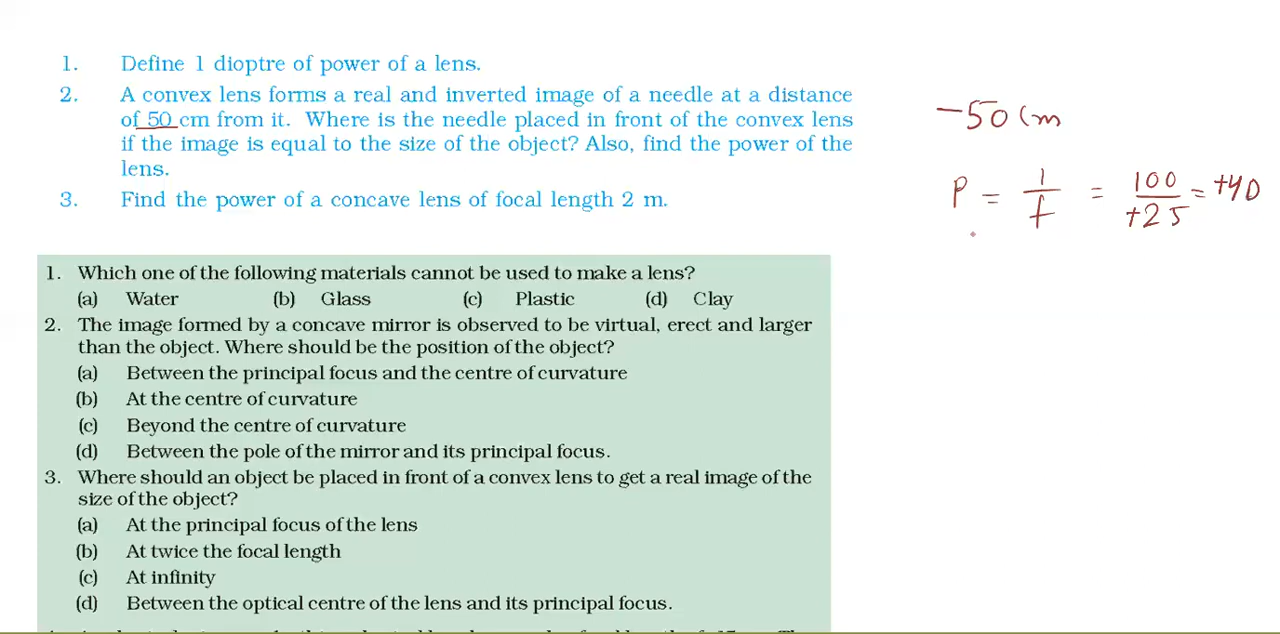 1. Define 1 dioptre of power of a lens.
2. A convex lens forms a real and inverted image of a needle at a distance
of 50 cm from it. Where is the needle placed in front of the convex lens
if the image is equal to the size of the object? Also, find the power of the
lens.
3. Find the power of a concave lens of focal length 2 m.
-50 cm
P = 1/f = 100/+25 = +4D
1. Which one of the following materials cannot be used to make a lens?
(a) Water (b) Glass (c) Plastic (d) Clay
2. The image formed by a concave mirror is observed to be virtual, erect and larger
than the object. Where should be the position of the object?
(a) Between the principal focus and the centre of curvature
(b) At the centre of curvature
(c) Beyond the centre of curvature
(d) Between the pole of the mirror and its principal focus.
3. Where should an object be placed in front of a convex lens to get a real image of the
size of the object?
(a) At the principal focus of the lens
(b) At twice the focal length
(c) At infinity
(d) Between the optical centre of the lens and its principal focus.